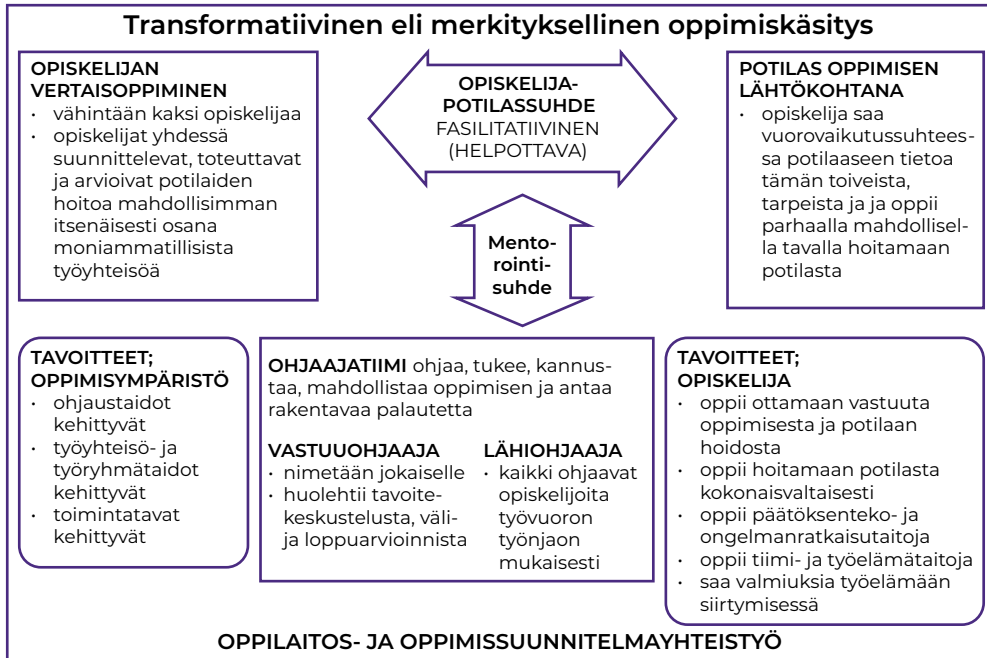 Transformatiivinen eli merkityksellinen oppimiskäsitys
OPISKELIJAN
VERTAISOPPIMINEN
• vähintään kaksi opiskelijaa
• opiskelijat yhdessä
suunnittelevat, toteuttavat
ja arvioivat potilaiden
hoitoa mahdollisimman
itsenäisesti osana
moniammatillisista
työyhteisöä
OPISKELIJA-
POTILASSUHDE
FASILITATIIVINEN
(HELPOTTAVA)
POTILAS OPPIMISEN
LÄHTÖKOHTANA
• opiskelija saa
vuorovaikutussuhtees-
sa potilaaseen tietoa
tämän toiveista,
tarpeista ja ja oppii
parhaalla mahdollisel-
la tavalla hoitamaan
potilasta
Mento-
rointi-
suhde
TAVOITTEET;
OPPIMISYMPÄRISTÖ
• ohjaustaidot
kehittyvät
• työyhteisö- ja
työryhmätaidot
kehittyvät
• toimintatavat
kehittyvät
OHJAAJATIIMI ohjaa, tukee, kannus-
taa, mahdollistaa oppimisen ja antaa
rakentavaa palautetta
VASTUUOHJAAJA
• nimetään jokaiselle
• huolehtii tavoite-
keskustelusta, väli-
ja loppuarvioinnista
LÄHIOHJAAJA
• kaikki ohjaavat
opiskelijoita
työvuoron
työnjaon
mukaisesti
TAVOITTEET;
OPISKELIJA
• oppii ottamaan vastuuta
oppimisesta ja potilaan
hoidosta
• oppii hoitamaan potilasta
kokonaisvaltaisesti
• oppii päätöksenteko- ja
ongelmanratkaisutaitoja
• oppii tiimi- ja työelämätaitoja
• saa valmiuksia työelämään
siirtymisessä
OPPILAITOS- JA OPPIMISSUUNNITELMAYHTEISTYÖ